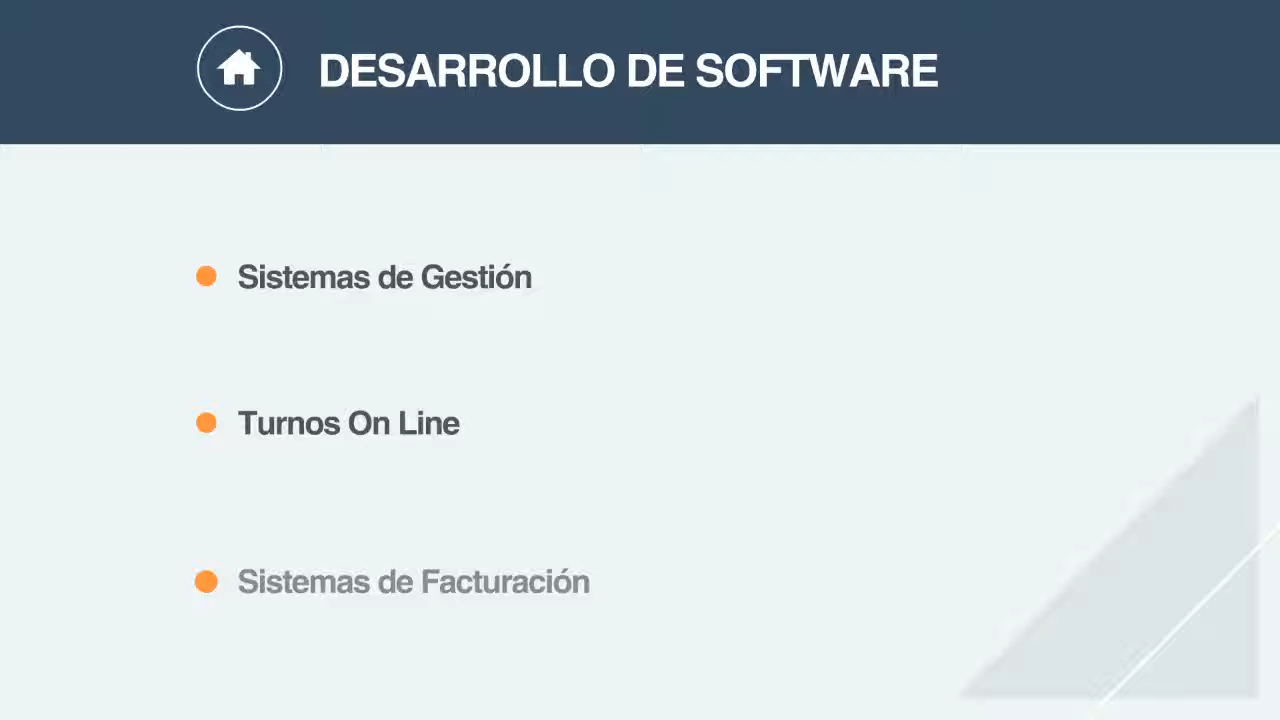 DESARROLLO DE SOFTWARE
Sistemas de Gestión
Turnos On Line
Sistemas de Facturación